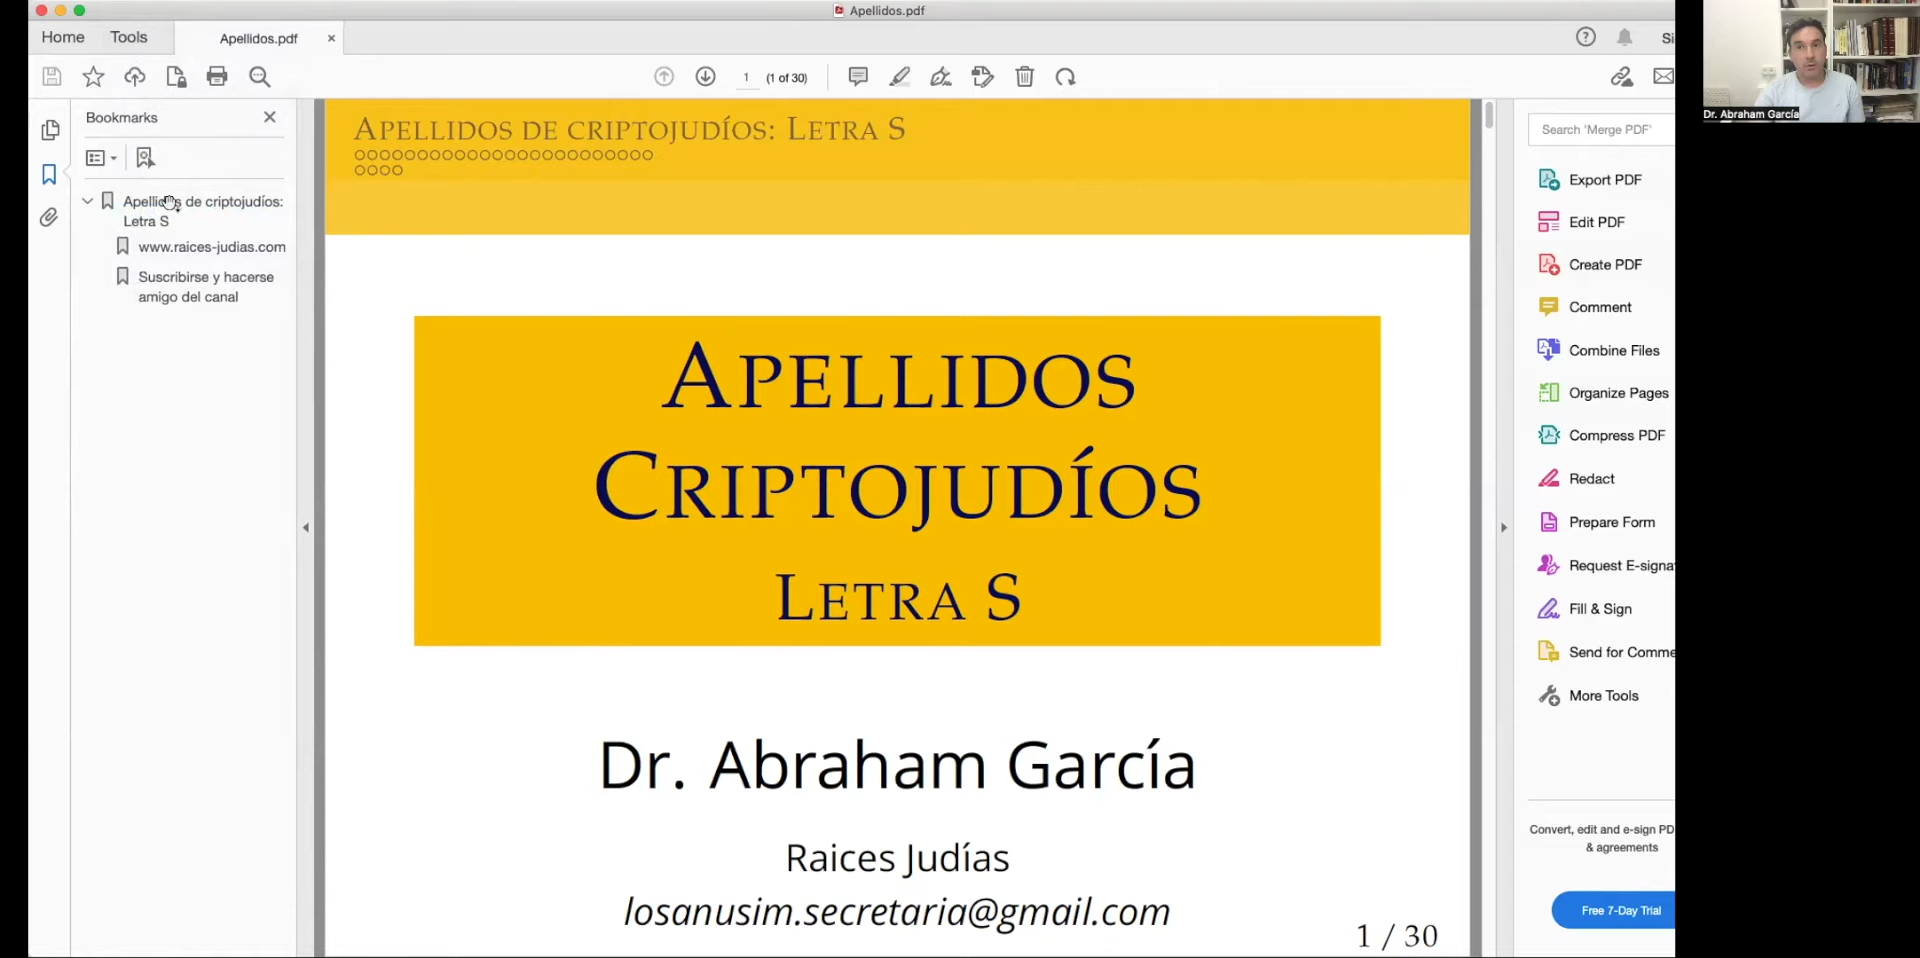 Apellidos.pdf
Home
Tools
Apellidos.pdf
Si
1
(1 of 30)
Bookmarks
Apellidos de criptojudíos:
Letra S
www.raices-judias.com
Suscribirse y hacerse
amigo del canal
Apellidos de criptojudíos: Letra S
Apellidos
Criptojudíos
Letra S
Dr. Abraham García
Raices Judías
losanusim.secretaria@gmail.com
1 / 30
Search 'Merge PDF'
Export PDF
Edit PDF
Create PDF
Comment
Combine Files
Organize Pages
Compress PDF
Redact
Prepare Form
Request E-signa
Fill & Sign
Send for Comme
More Tools
Convert, edit and e-sign PD
& agreements
Free 7-Day Trial
Dr. Abraham García